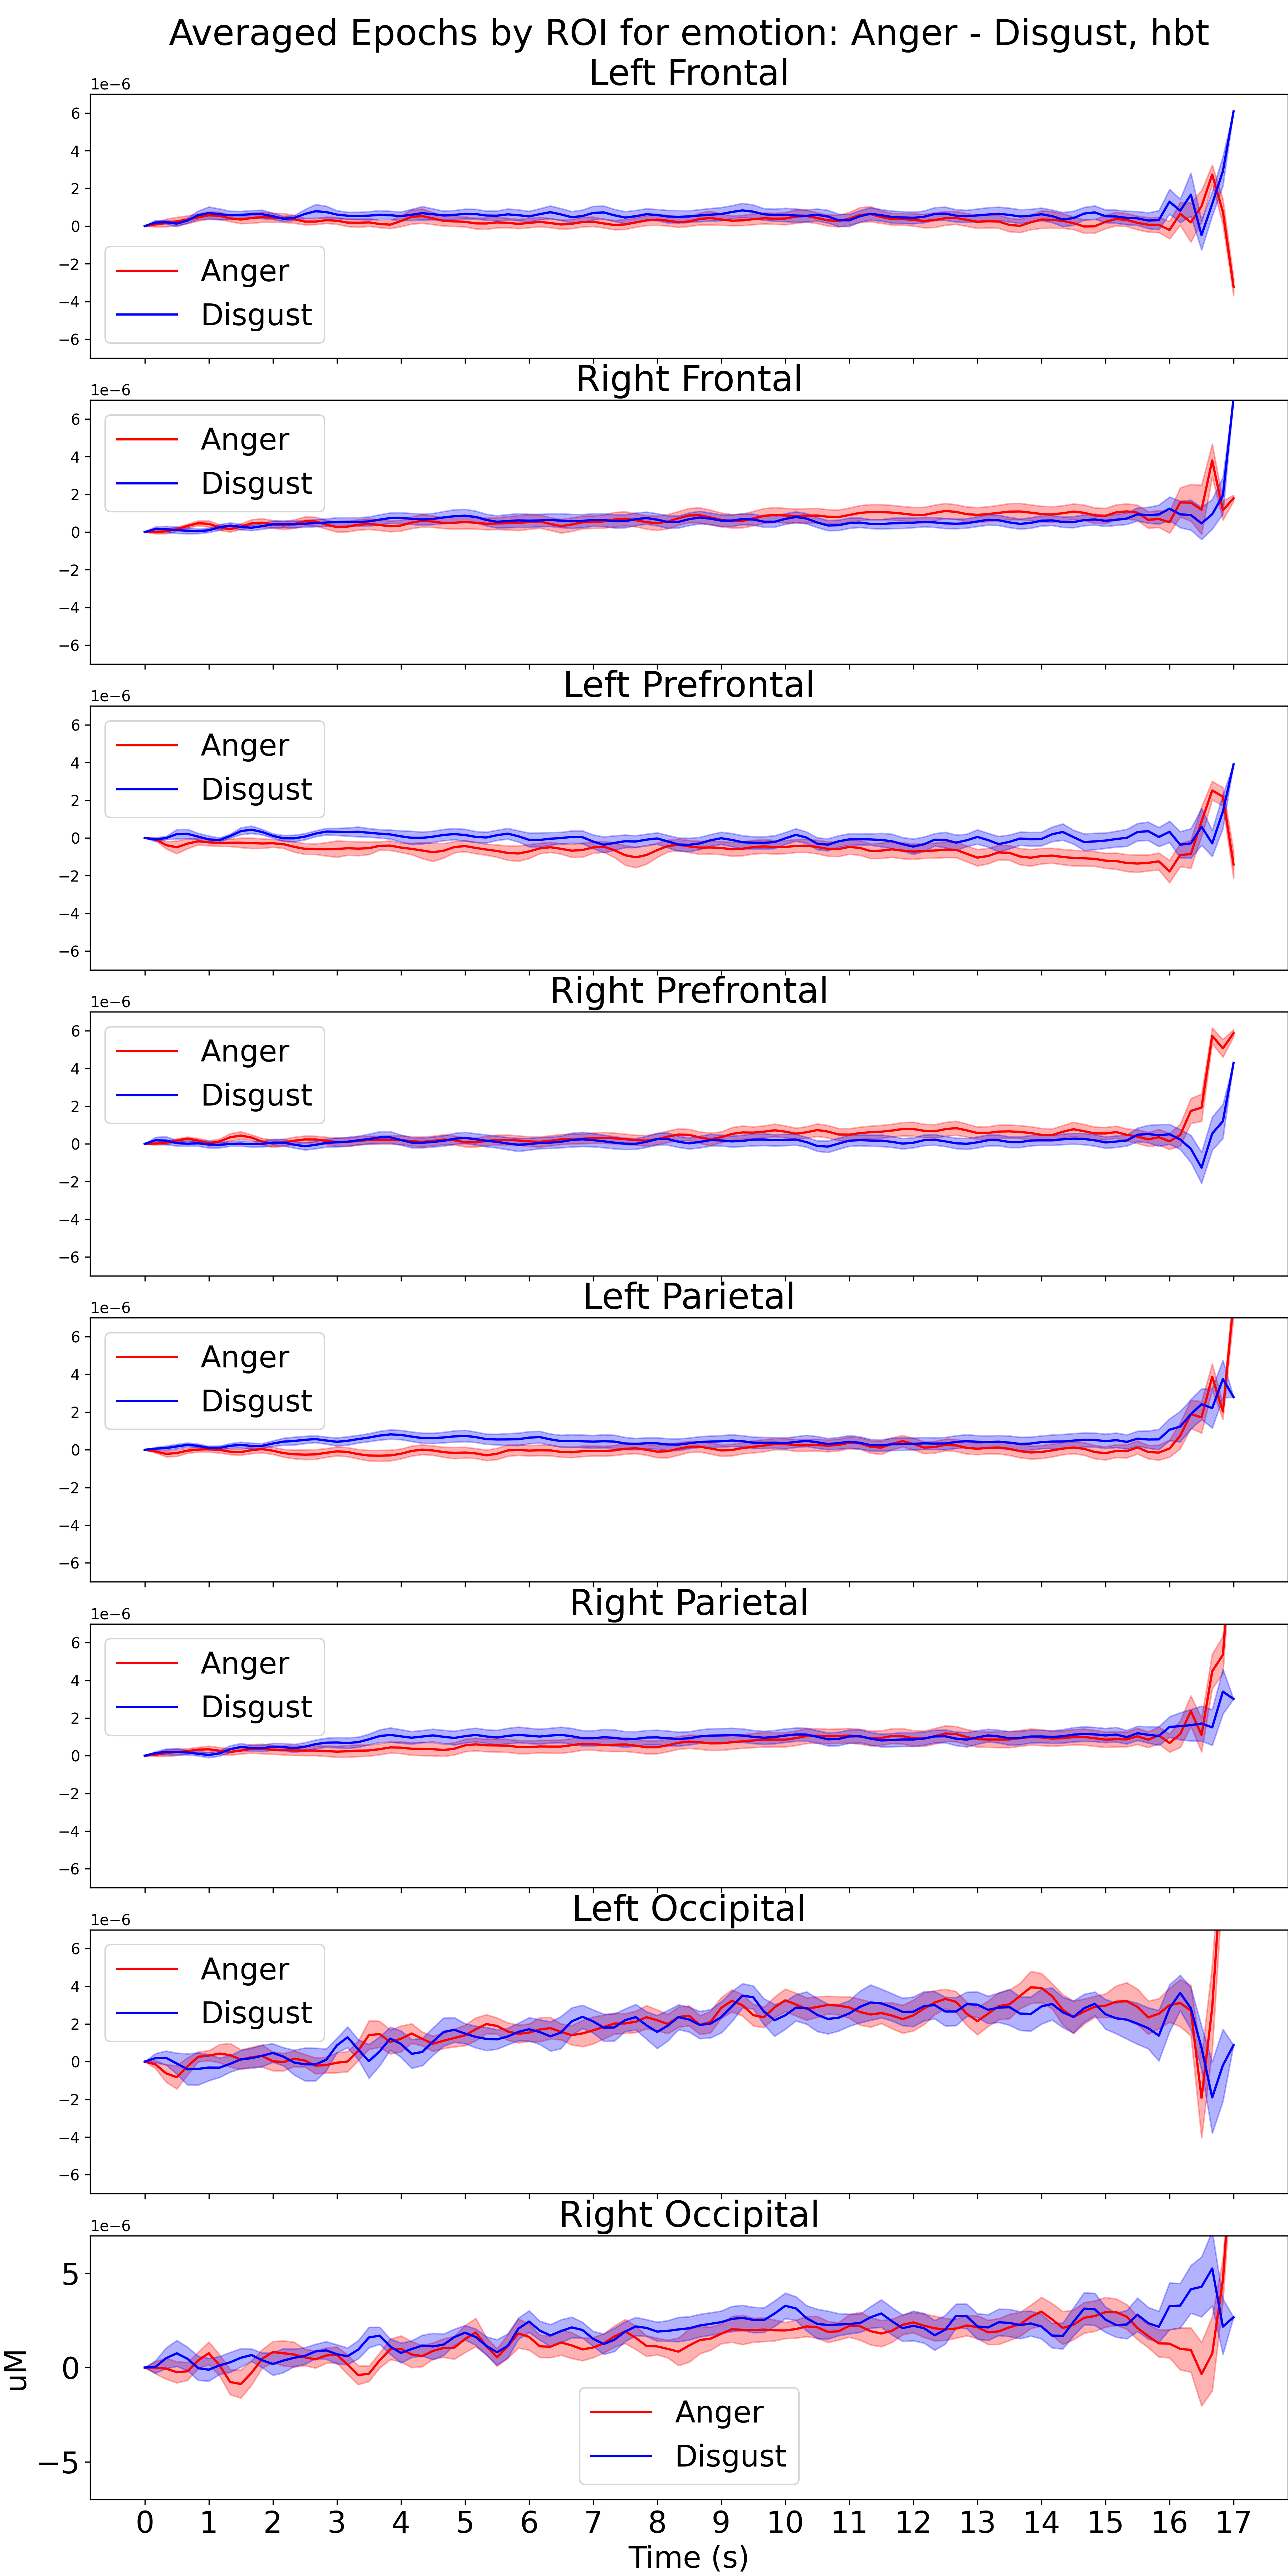 Averaged Epochs by ROI for emotion: Anger - Disgust, hbt
Left Frontal
1e−6
6
4
2
0
−2
−4
−6
Anger
Disgust
Right Frontal
1e−6
6
4
2
0
−2
−4
−6
Anger
Disgust
Left Prefrontal
1e−6
6
4
2
0
−2
−4
−6
Anger
Disgust
Right Prefrontal
1e−6
6
4
2
0
−2
−4
−6
Anger
Disgust
Left Parietal
1e−6
6
4
2
0
−2
−4
−6
Anger
Disgust
Right Parietal
1e−6
6
4
2
0
−2
−4
−6
Anger
Disgust
Left Occipital
1e−6
6
4
2
0
−2
−4
−6
Anger
Disgust
Right Occipital
1e−6
5
0
−5
uM
Anger
Disgust
0 1 2 3 4 5 6 7 8 9 10 11 12 13 14 15 16 17
Time (s)